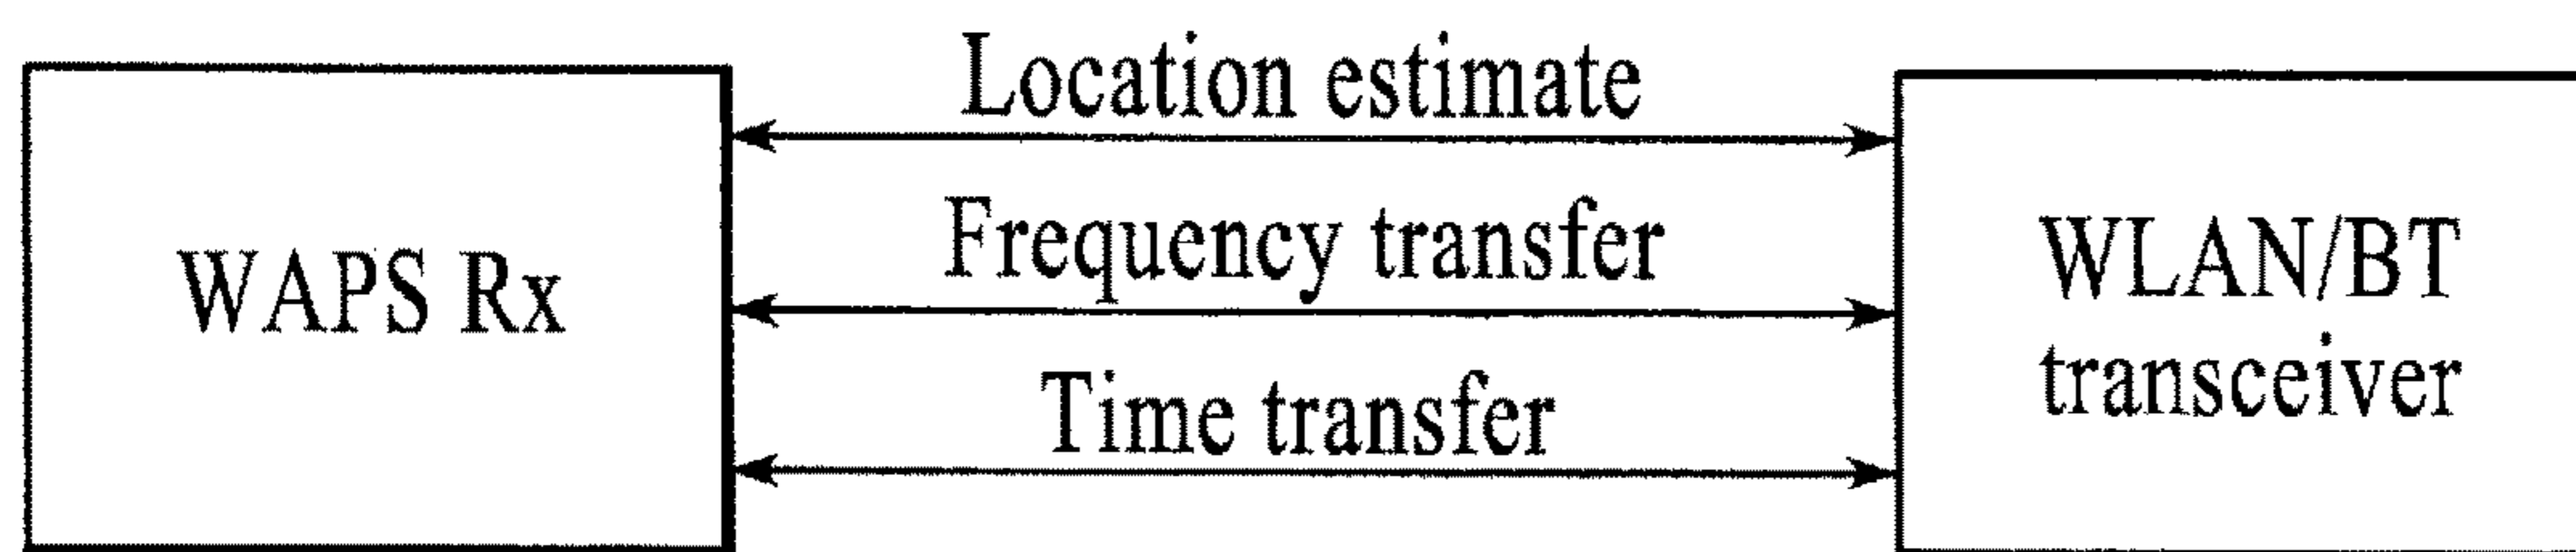 Location estimate
Frequency transfer
Time transfer
WAPS Rx
WLAN/BT
transceiver